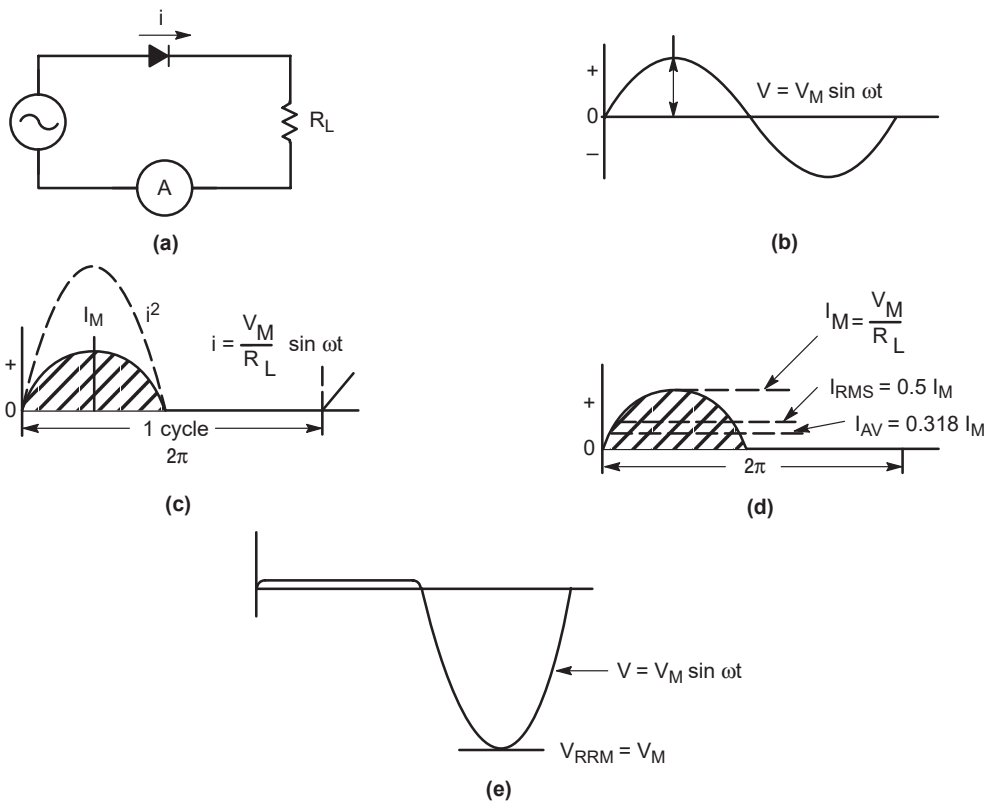 i
R_L
A
(a)
+
0
−
V = V_M sin ωt
(b)
I_M
i²
i = V_M / R_L sin ωt
+
0
1 cycle
2π
(c)
I_M = V_M / R_L
I_RMS = 0.5 I_M
I_AV = 0.318 I_M
+
0
2π
(d)
V = V_M sin ωt
V_RRM = V_M
(e)